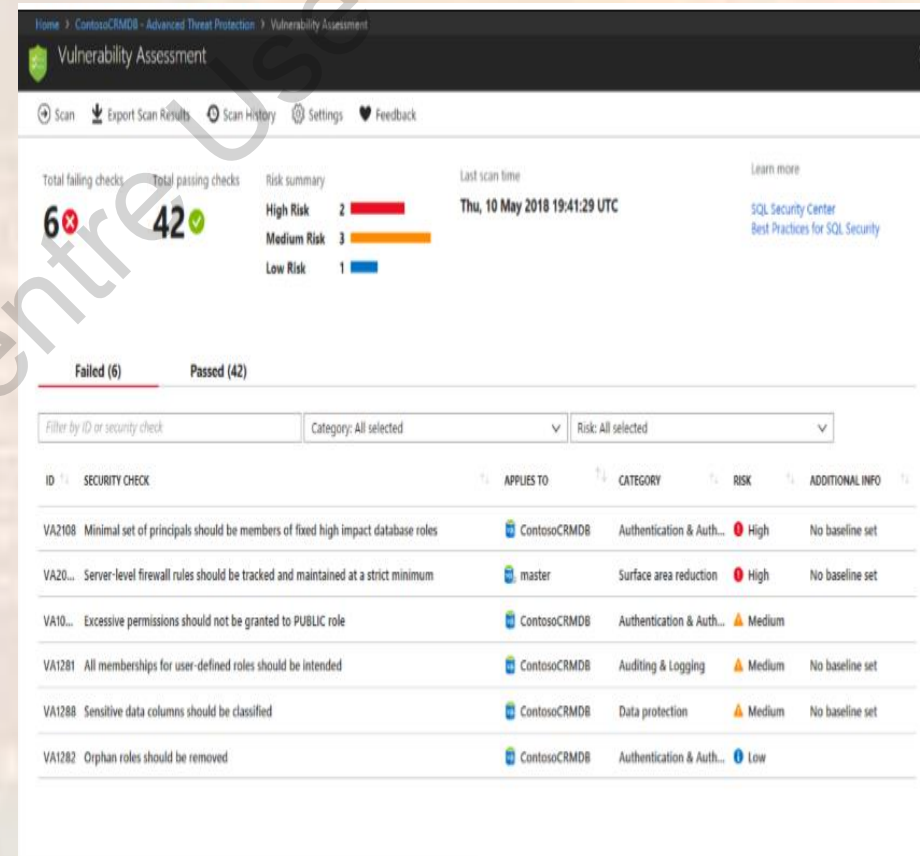 Home > ContosoCRMDB - Advanced Threat Protection > Vulnerability Assessment
Vulnerability Assessment
Scan Export Scan Results Scan History Settings Feedback
Total failing checks Total passing checks Risk summary Last scan time Learn more
6 42 High Risk 2 Thu, 10 May 2018 19:41:29 UTC SQL Security Center
Medium Risk 3 Best Practices for SQL Security
Low Risk 1
Failed (6) Passed (42)
Filter by ID or security check Category: All selected Risk: All selected
ID SECURITY CHECK APPLIES TO CATEGORY RISK ADDITIONAL INFO
VA2108 Minimal set of principals should be members of fixed high impact database roles ContosoCRMDB Authentication & Auth... High No baseline set
VA20... Server-level firewall rules should be tracked and maintained at a strict minimum master Surface area reduction High No baseline set
VA10... Excessive permissions should not be granted to PUBLIC role ContosoCRMDB Authentication & Auth... Medium
VA1281 All memberships for user-defined roles should be intended ContosoCRMDB Auditing & Logging Medium No baseline set
VA1288 Sensitive data columns should be classified ContosoCRMDB Data protection Medium No baseline set
VA1282 Orphan roles should be removed ContosoCRMDB Authentication & Auth... Low